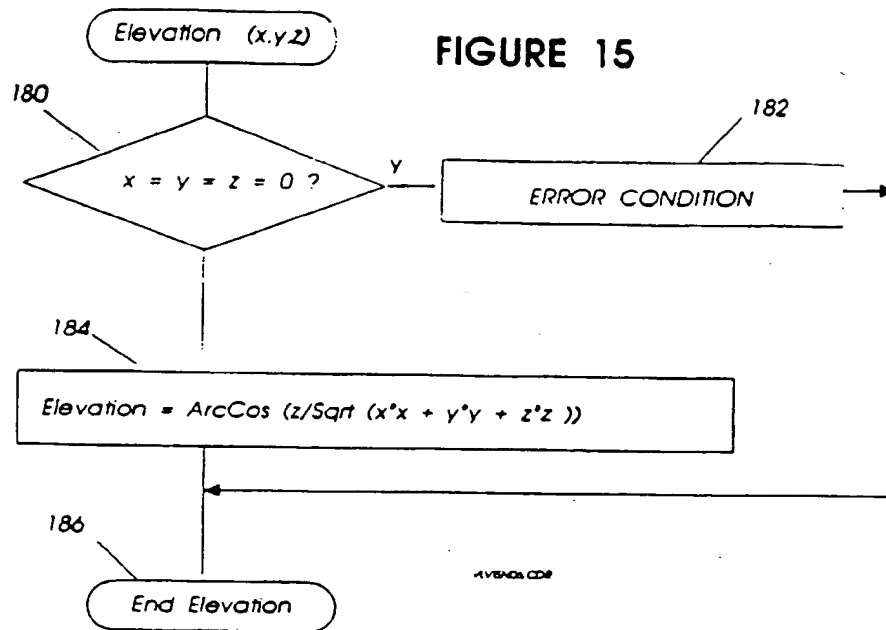 Elevation (x.y.z)
FIGURE 15
180
182
x = y = z = 0 ?
Y
ERROR CONDITION
184
Elevation = ArcCos (z/Sqrt (x*x + y*y + z*z ))
186
End Elevation